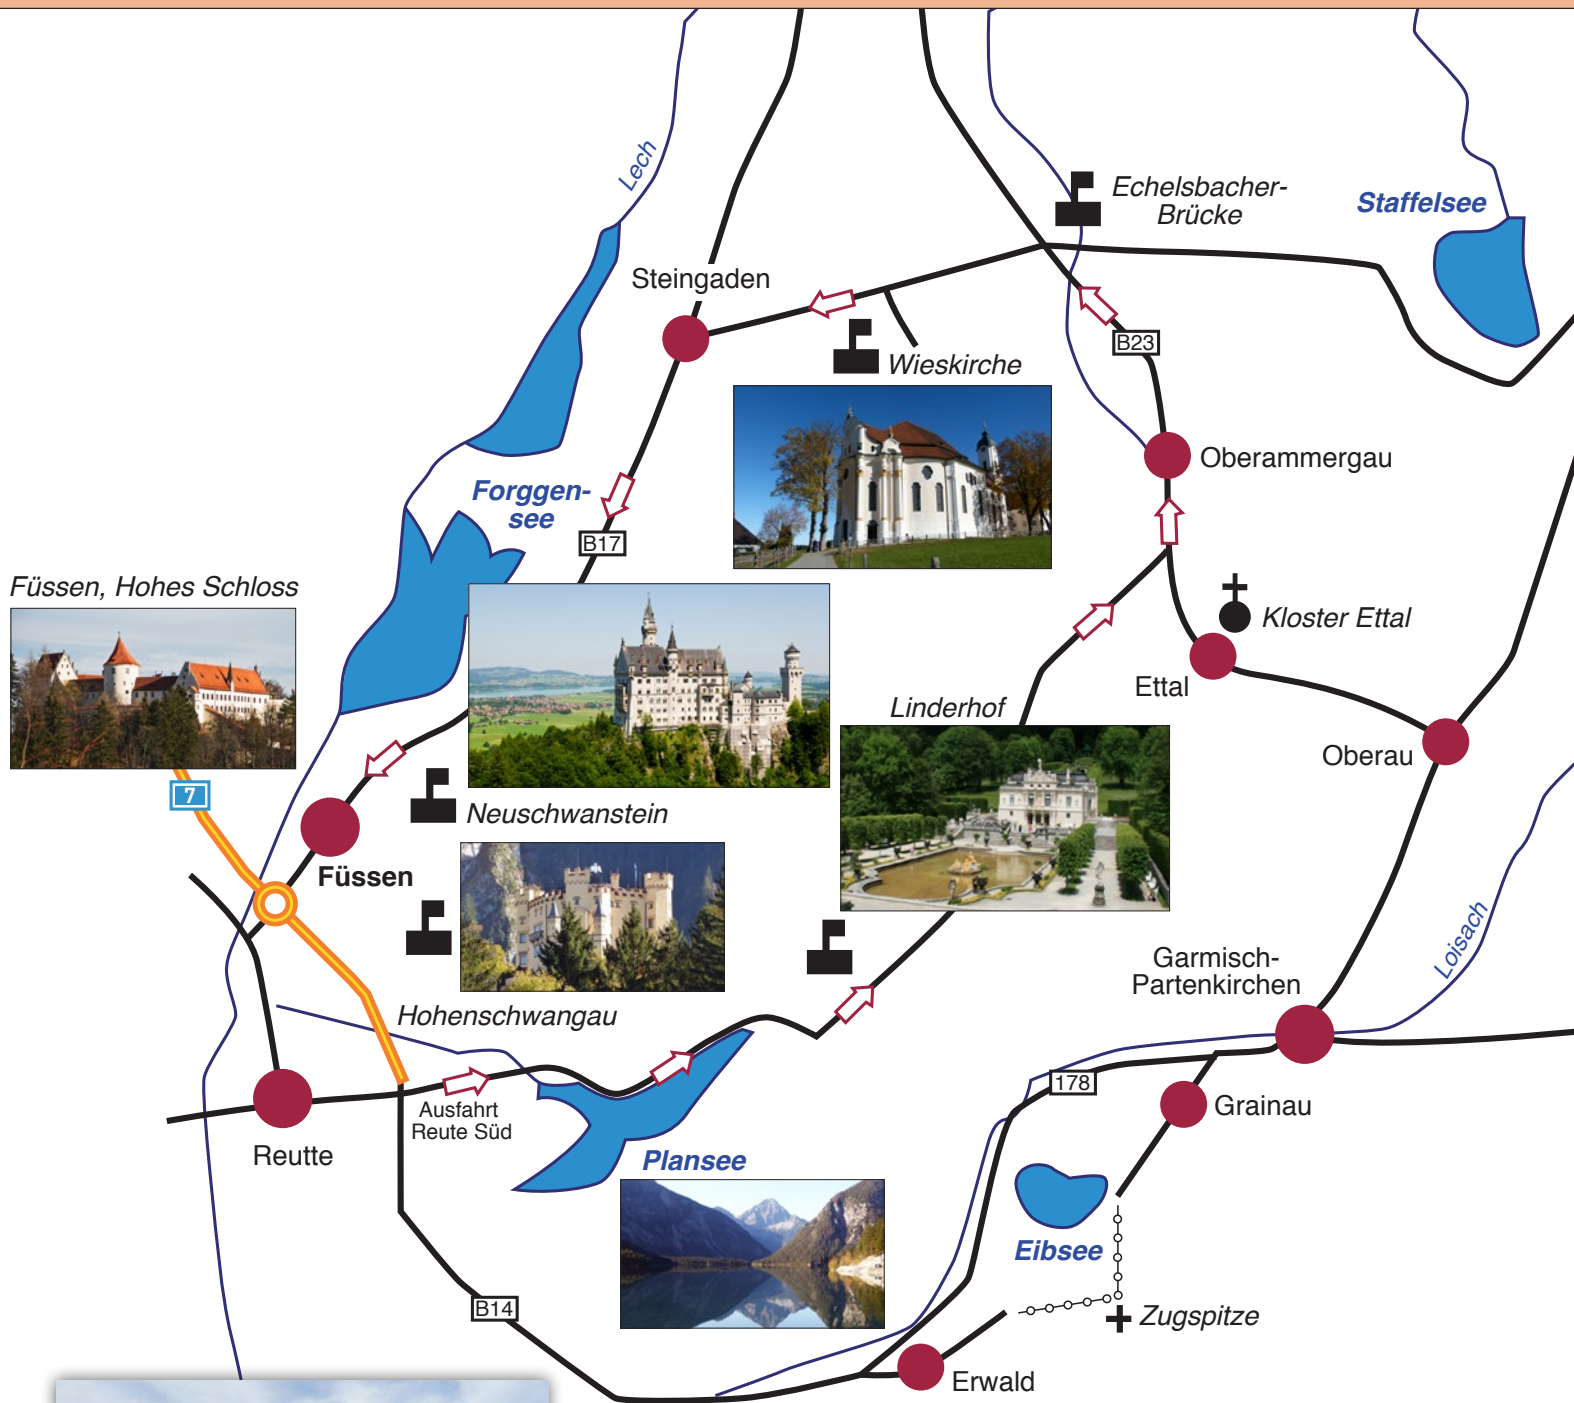 Lech
Echelsbacher-
Brücke
Staffelsee
Steingaden
B23
Wieskirche
Oberammergau
Forggen-
see
B17
Füssen, Hohes Schloss
Kloster Ettal
Ettal
Linderhof
Oberau
7
Neuschwanstein
Füssen
Loisach
Garmisch-
Partenkirchen
Hohenschwangau
178
Grainau
Ausfahrt
Reute Süd
Reutte
Plansee
Eibsee
B14
Zugspitze
Erwald